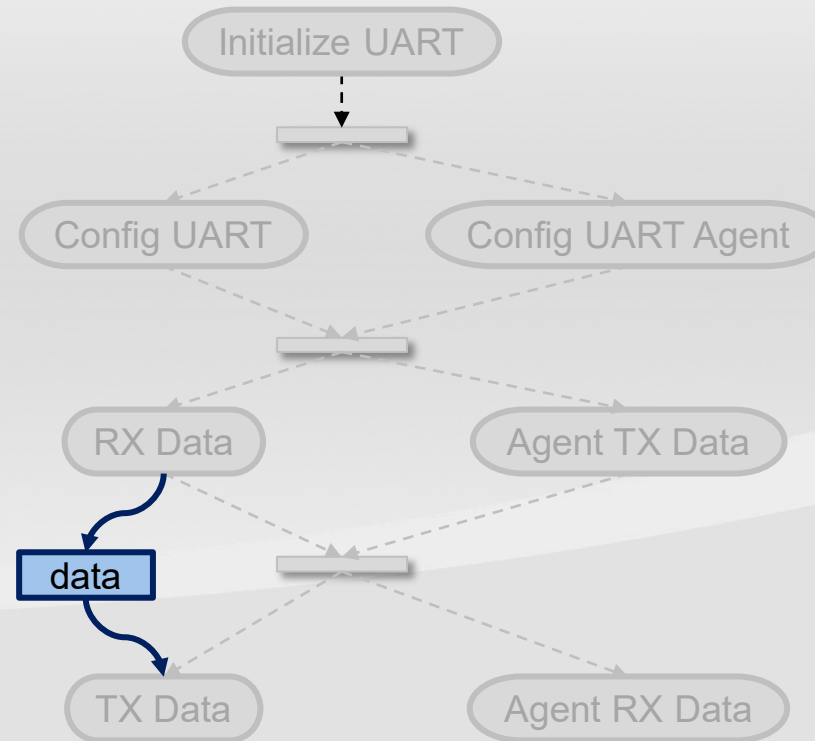 Initialize UART
Config UART
Config UART Agent
RX Data
Agent TX Data
data
TX Data
Agent RX Data